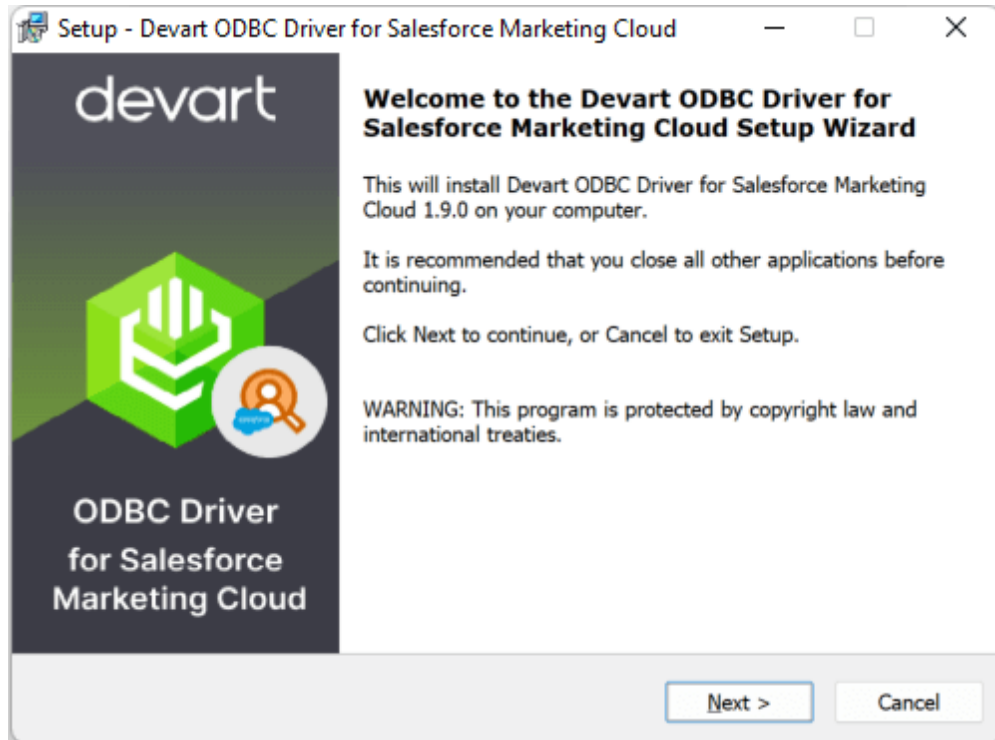 Setup - Devart ODBC Driver for Salesforce Marketing Cloud
devart
Welcome to the Devart ODBC Driver for
Salesforce Marketing Cloud Setup Wizard
This will install Devart ODBC Driver for Salesforce Marketing
Cloud 1.9.0 on your computer.
It is recommended that you close all other applications before
continuing.
Click Next to continue, or Cancel to exit Setup.
WARNING: This program is protected by copyright law and
international treaties.
ODBC Driver
for Salesforce
Marketing Cloud
Next >
Cancel